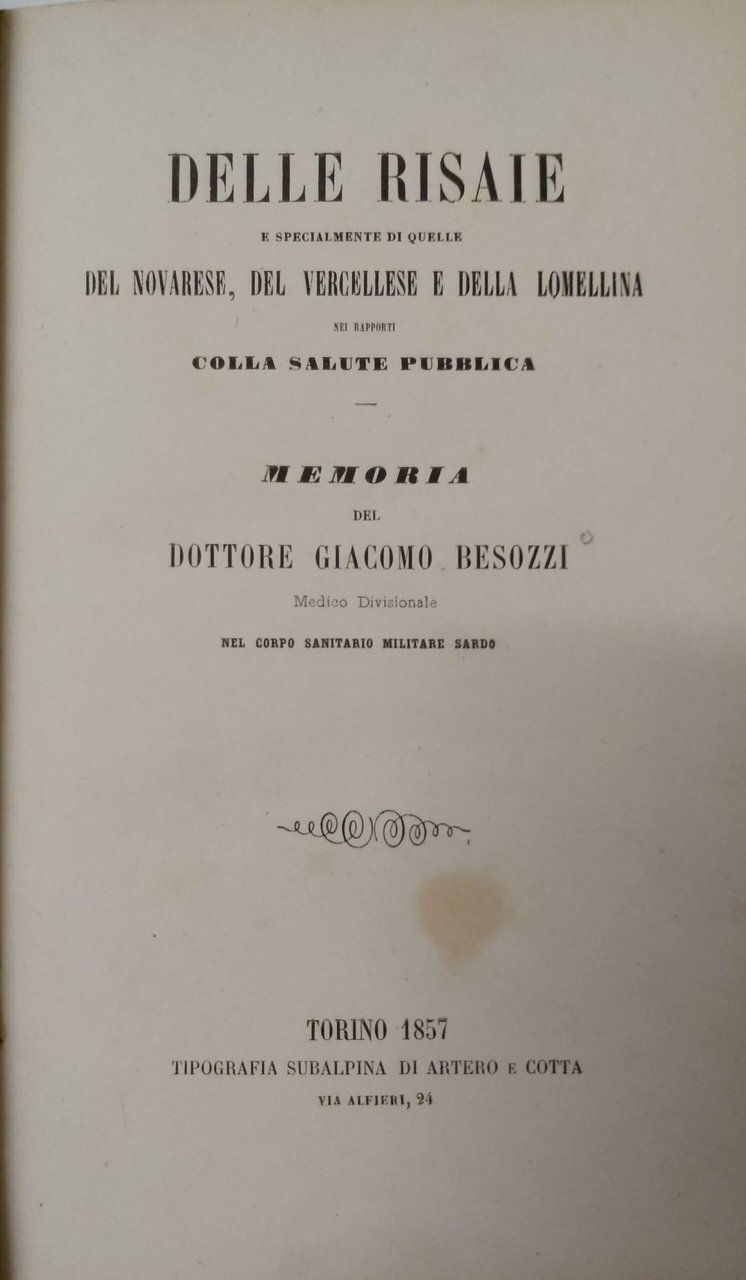 DELLE RISAIE
E SPECIALMENTE DI QUELLE
DEL NOVARESE, DEL VERCELLESE E DELLA LOMELLINA
NEI RAPPORTI
COLLA SALUTE PUBBLICA
MEMORIA
DEL
DOTTORE GIACOMO BESOZZI
Medico Divisionale
NEL CORPO SANITARIO MILITARE SARDO
TORINO 1857
TIPOGRAFIA SUBALPINA DI ARTERO E COTTA
VIA ALFIERI, 24